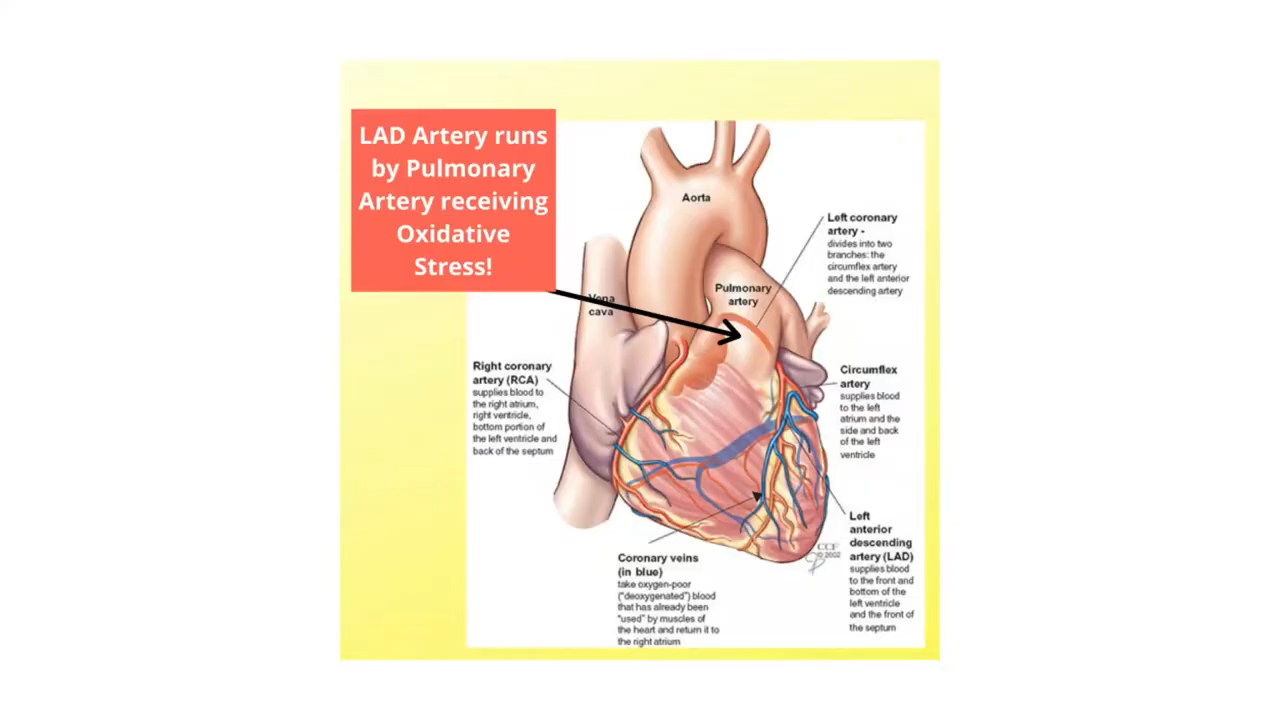 LAD Artery runs
by Pulmonary
Artery receiving
Oxidative
Stress!
Aorta
Left coronary
artery -
divides into two
branches: the
circumflex artery
and the left anterior
descending artery
Pulmonary
artery
Vena
cava
Right coronary
artery (RCA)
supplies blood to
the right atrium,
right ventricle,
bottom portion of
the left ventricle and
back of the septum
Circumflex
artery
supplies blood
to the left
atrium and the
side and back
of the left
ventricle
Left
anterior
descending
artery (LAD)
supplies blood
to the front and
bottom of the
left ventricle
and the front of
the septum
CCF
© 2002
Coronary veins
(in blue)
take oxygen-poor
("deoxygenated") blood
that has already been
"used" by muscles of
the heart and return it to
the right atrium